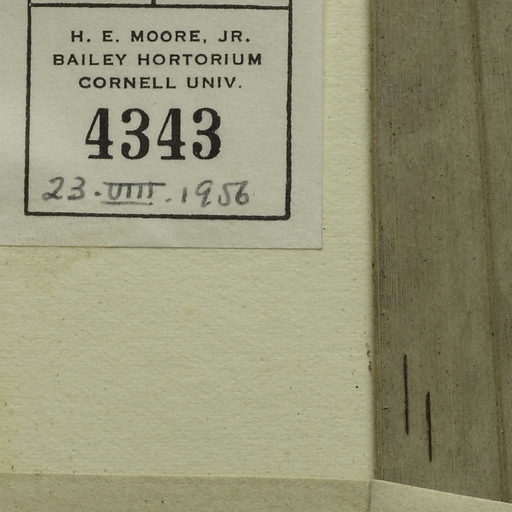 H. E. MOORE, JR.
BAILEY HORTORIUM
CORNELL UNIV.
4343
23.VIII.1956